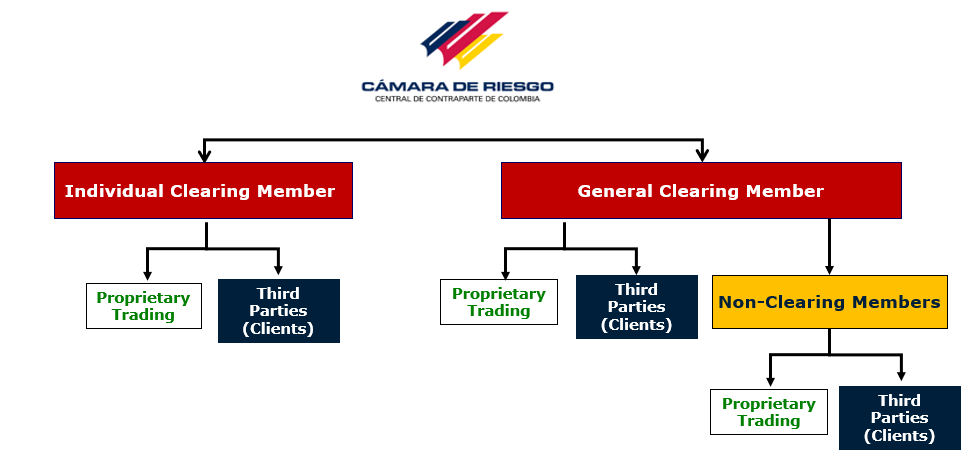 CÁMARA DE RIESGO
CENTRAL DE CONTRAPARTE DE COLOMBIA
Individual Clearing Member
General Clearing Member
Proprietary
Trading
Third
Parties
(Clients)
Proprietary
Trading
Third
Parties
(Clients)
Non-Clearing Members
Proprietary
Trading
Third
Parties
(Clients)